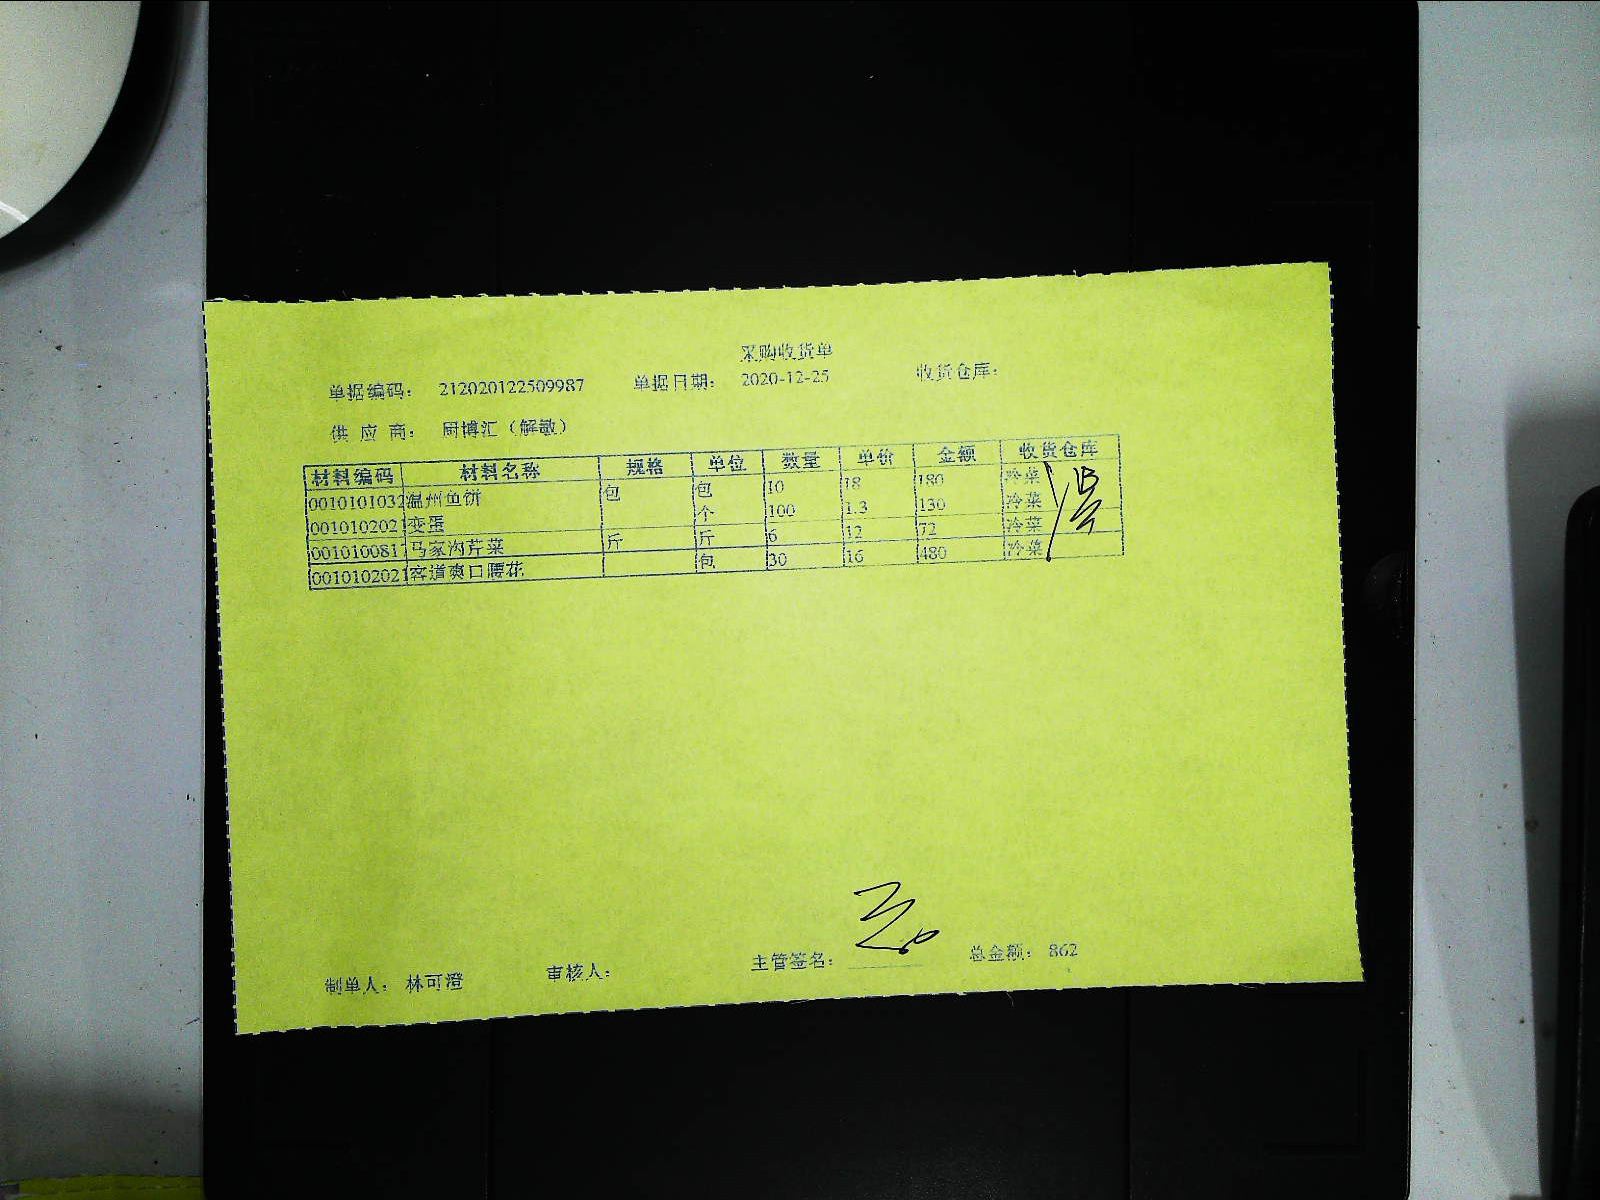 采购收货单
单据编码： 212020122509987 单据日期： 2020-12-25 收货仓库：
供 应 商： 厨博汇（解敏）
材料编码 材料名称 规格 单位 数量 单价 金额 收货仓库
0010101032 温州鱼饼 包 包 10 18 180 冷菜
0010102021 变蛋 个 100 1.3 130 冷菜
001010081 马家沟芹菜 斤 斤 6 12 72 冷菜
0010102021 客道爽口腰花 包 30 16 480 冷菜
制单人： 林可澄 审核人： 主管签名： 总金额： 862